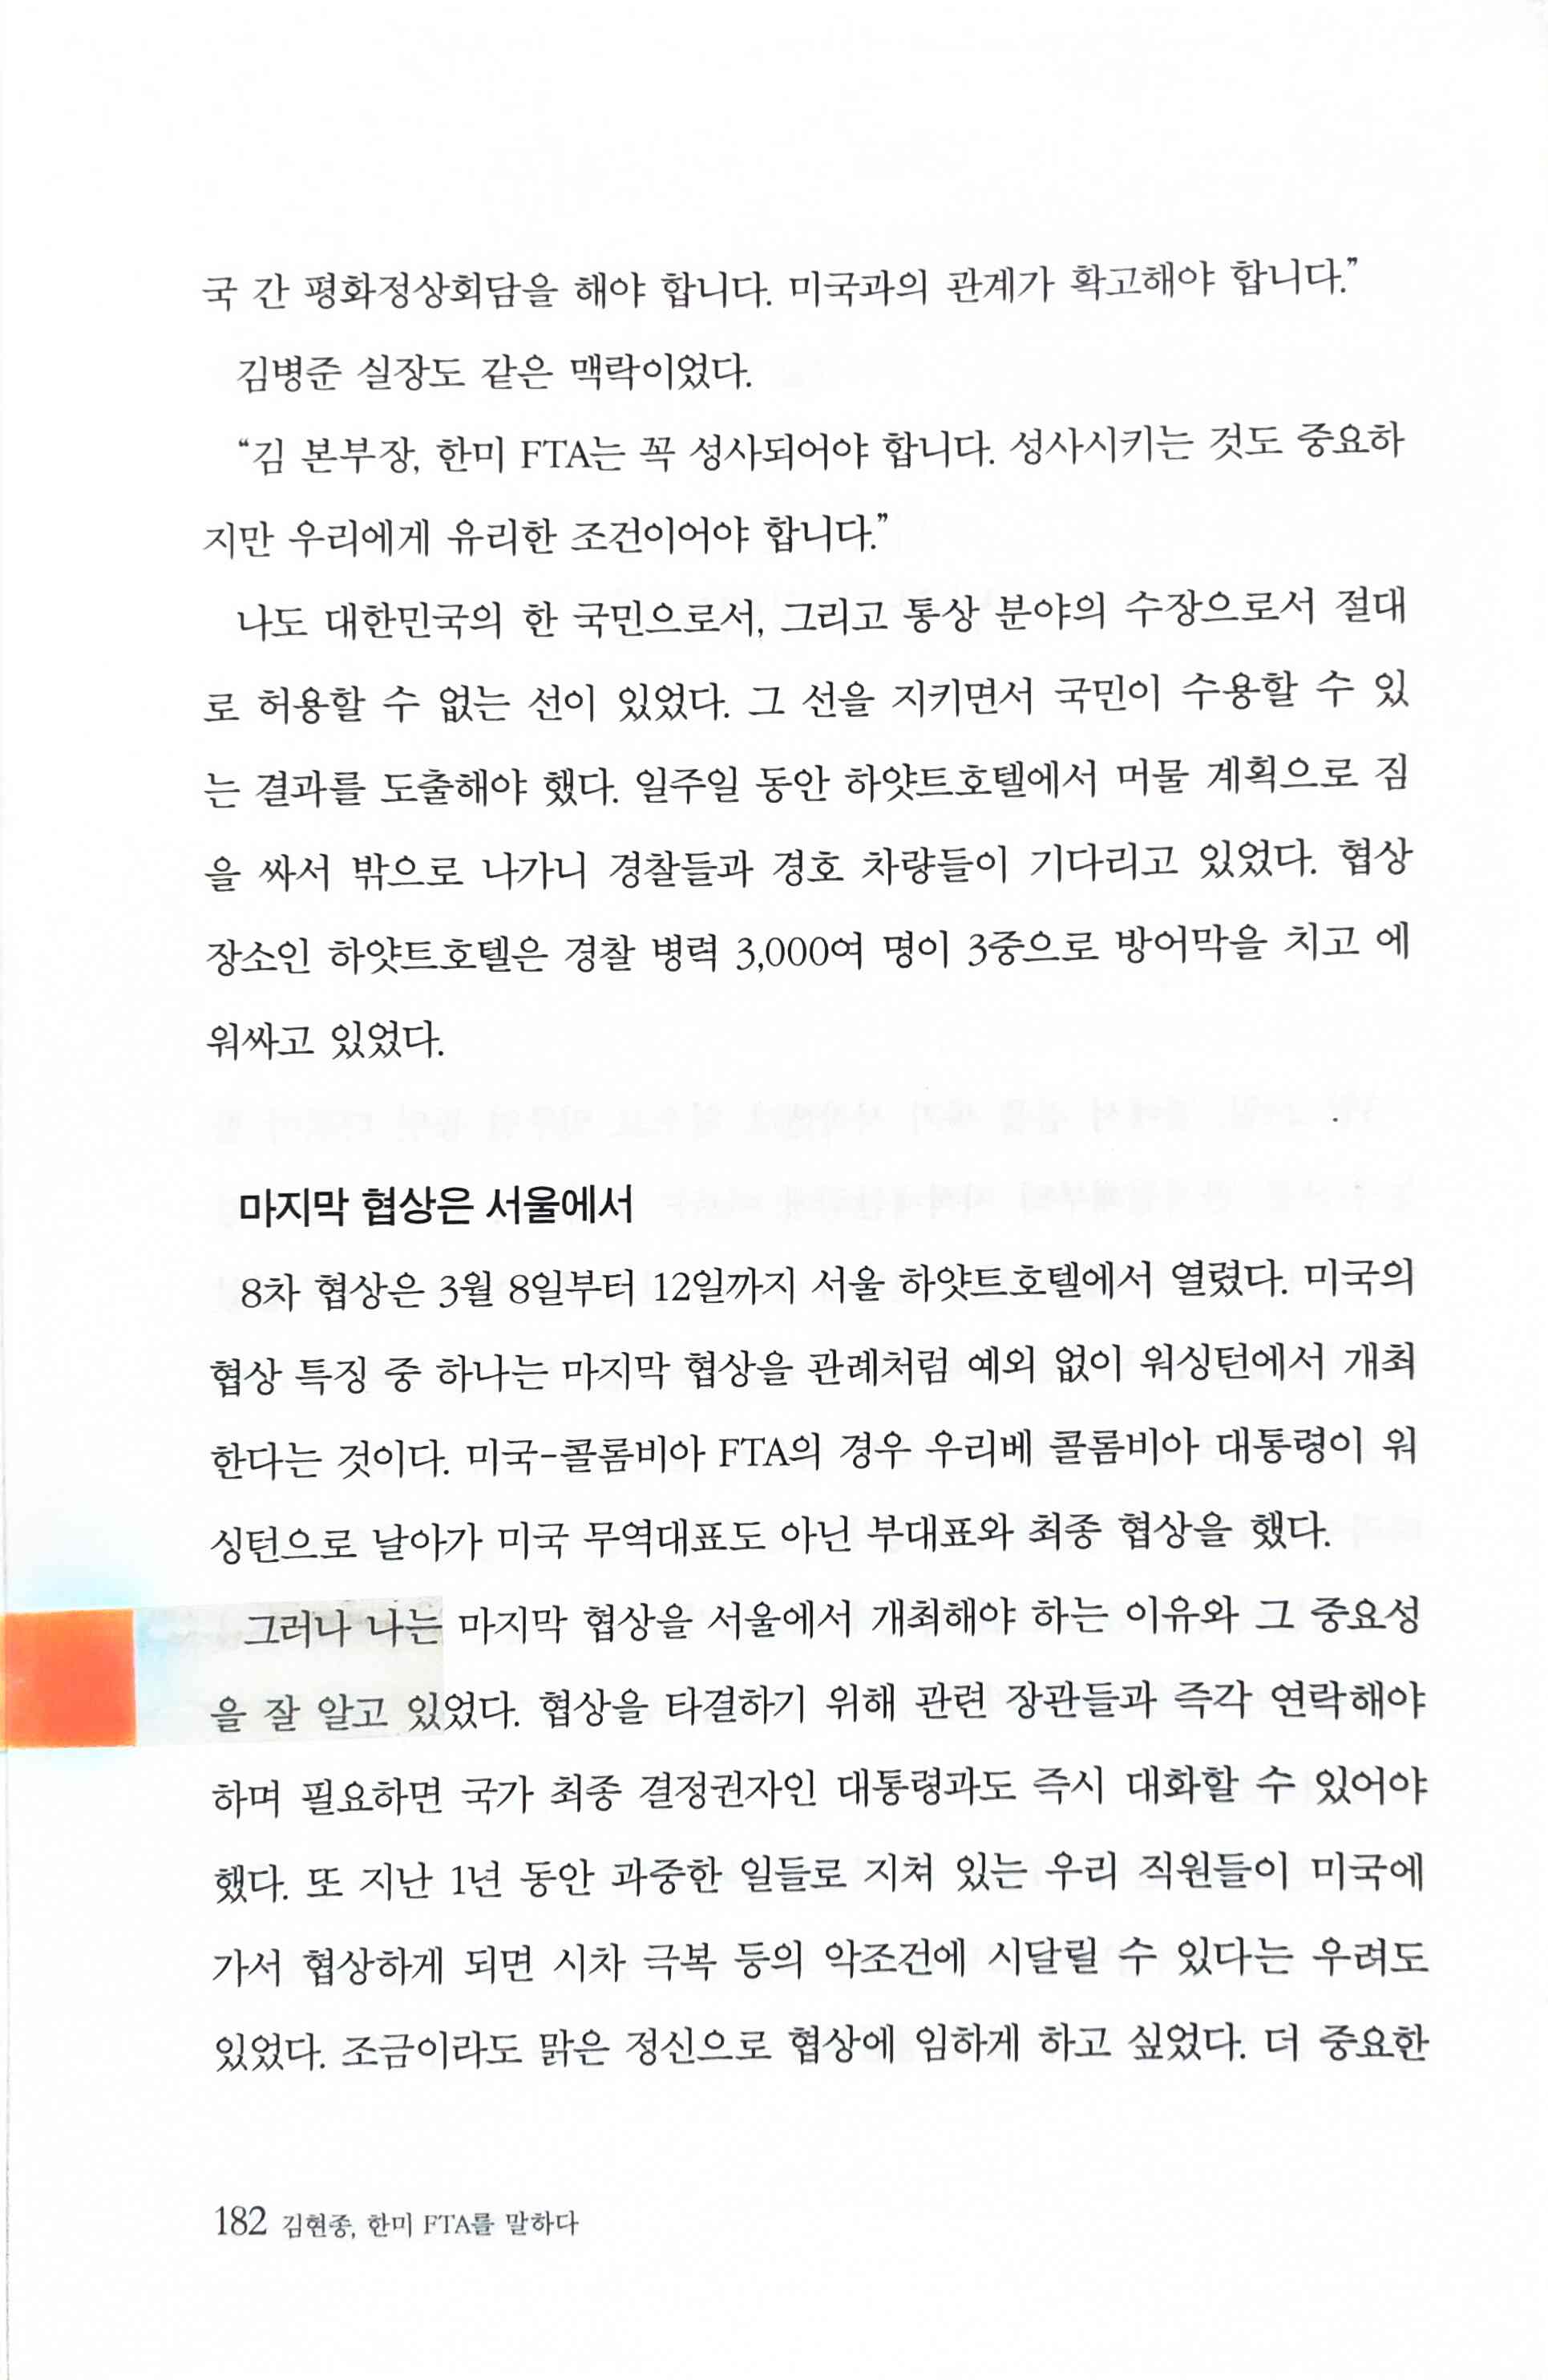 국 간 평화정상회담을 해야 합니다. 미국과의 관계가 확고해야 합니다.”
김병준 실장도 같은 맥락이었다.
“김 본부장, 한미 FTA는 꼭 성사되어야 합니다. 성사시키는 것도 중요하
지만 우리에게 유리한 조건이어야 합니다.”
나도 대한민국의 한 국민으로서, 그리고 통상 분야의 수장으로서 절대
로 허용할 수 없는 선이 있었다. 그 선을 지키면서 국민이 수용할 수 있
는 결과를 도출해야 했다. 일주일 동안 하얏트호텔에서 머물 계획으로 짐
을 싸서 밖으로 나가니 경찰들과 경호 차량들이 기다리고 있었다. 협상
장소인 하얏트호텔은 경찰 병력 3,000여 명이 3중으로 방어막을 치고 에
워싸고 있었다.
마지막 협상은 서울에서
8차 협상은 3월 8일부터 12일까지 서울 하얏트호텔에서 열렸다. 미국의
협상 특징 중 하나는 마지막 협상을 관례처럼 예외 없이 워싱턴에서 개최
한다는 것이다. 미국-콜롬비아 FTA의 경우 우리베 콜롬비아 대통령이 워
싱턴으로 날아가 미국 무역대표도 아닌 부대표와 최종 협상을 했다.
그러나 나는 마지막 협상을 서울에서 개최해야 하는 이유와 그 중요성
을 잘 알고 있었다. 협상을 타결하기 위해 관련 장관들과 즉각 연락해야
하며 필요하면 국가 최종 결정권자인 대통령과도 즉시 대화할 수 있어야
했다. 또 지난 1년 동안 과중한 일들로 지쳐 있는 우리 직원들이 미국에
가서 협상하게 되면 시차 극복 등의 악조건에 시달릴 수 있다는 우려도
있었다. 조금이라도 맑은 정신으로 협상에 임하게 하고 싶었다. 더 중요한
182 김현종, 한미 FTA를 말하다